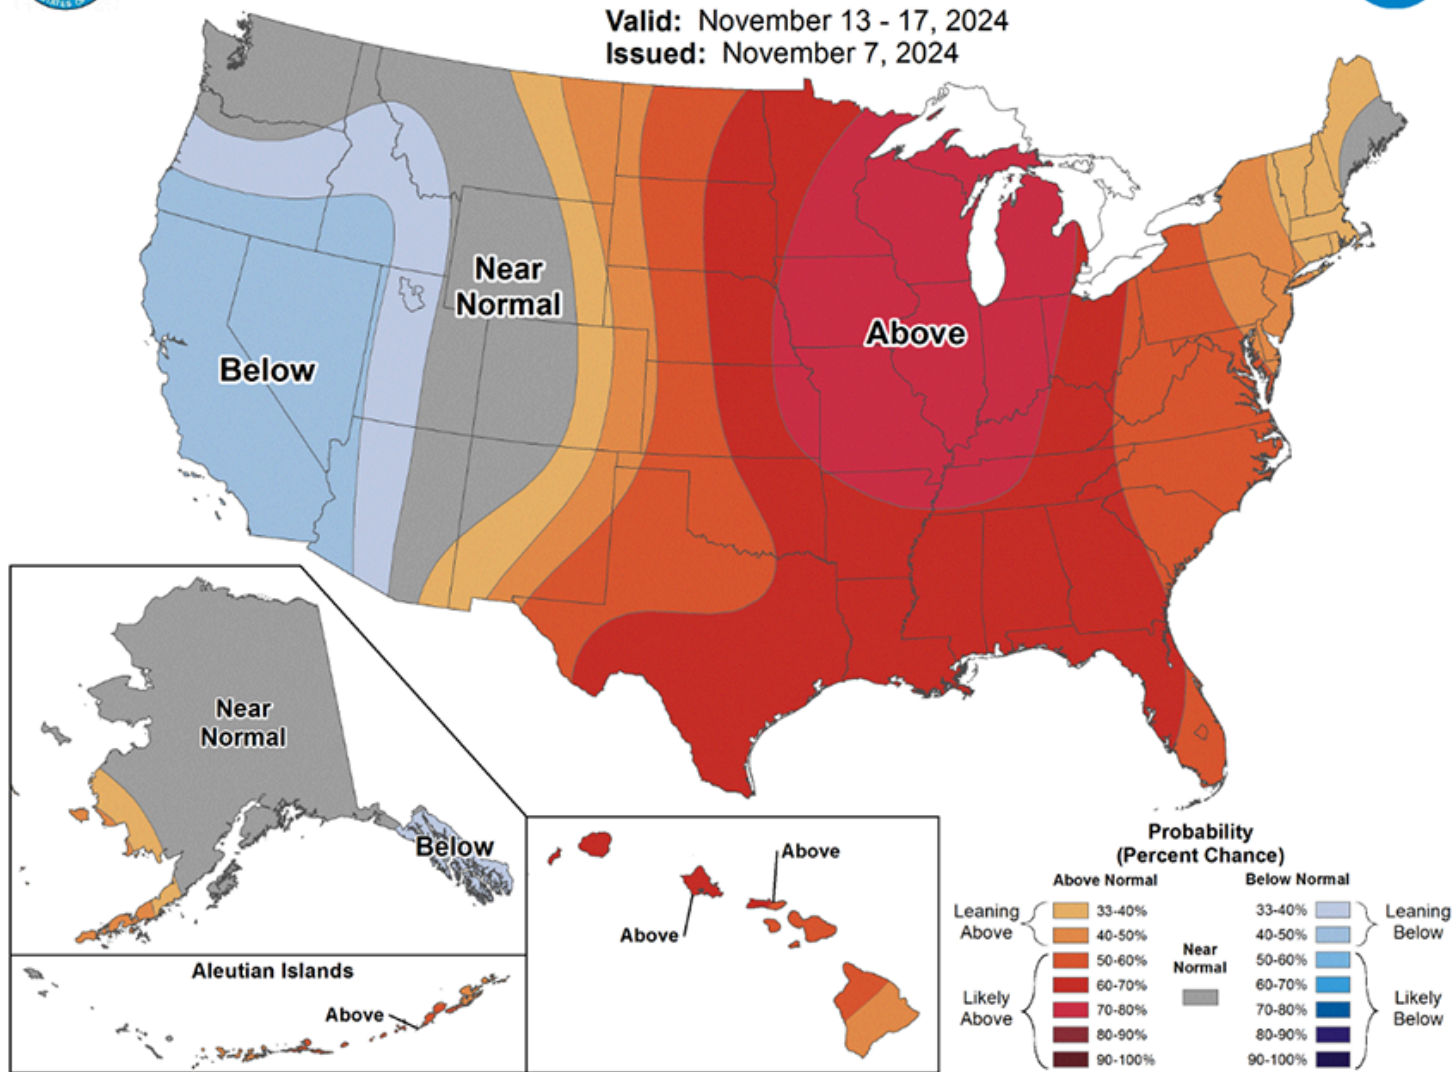 Valid: November 13 - 17, 2024
Issued: November 7, 2024
Near
Normal
Below
Above
Near
Normal
Below
Aleutian Islands
Above
Above
Above
Probability
(Percent Chance)
Above Normal
Below Normal
Leaning
Above
33-40%
40-50%
Likely
Above
50-60%
60-70%
70-80%
80-90%
90-100%
Near
Normal
33-40%
40-50%
Leaning
Below
50-60%
60-70%
70-80%
80-90%
90-100%
Likely
Below